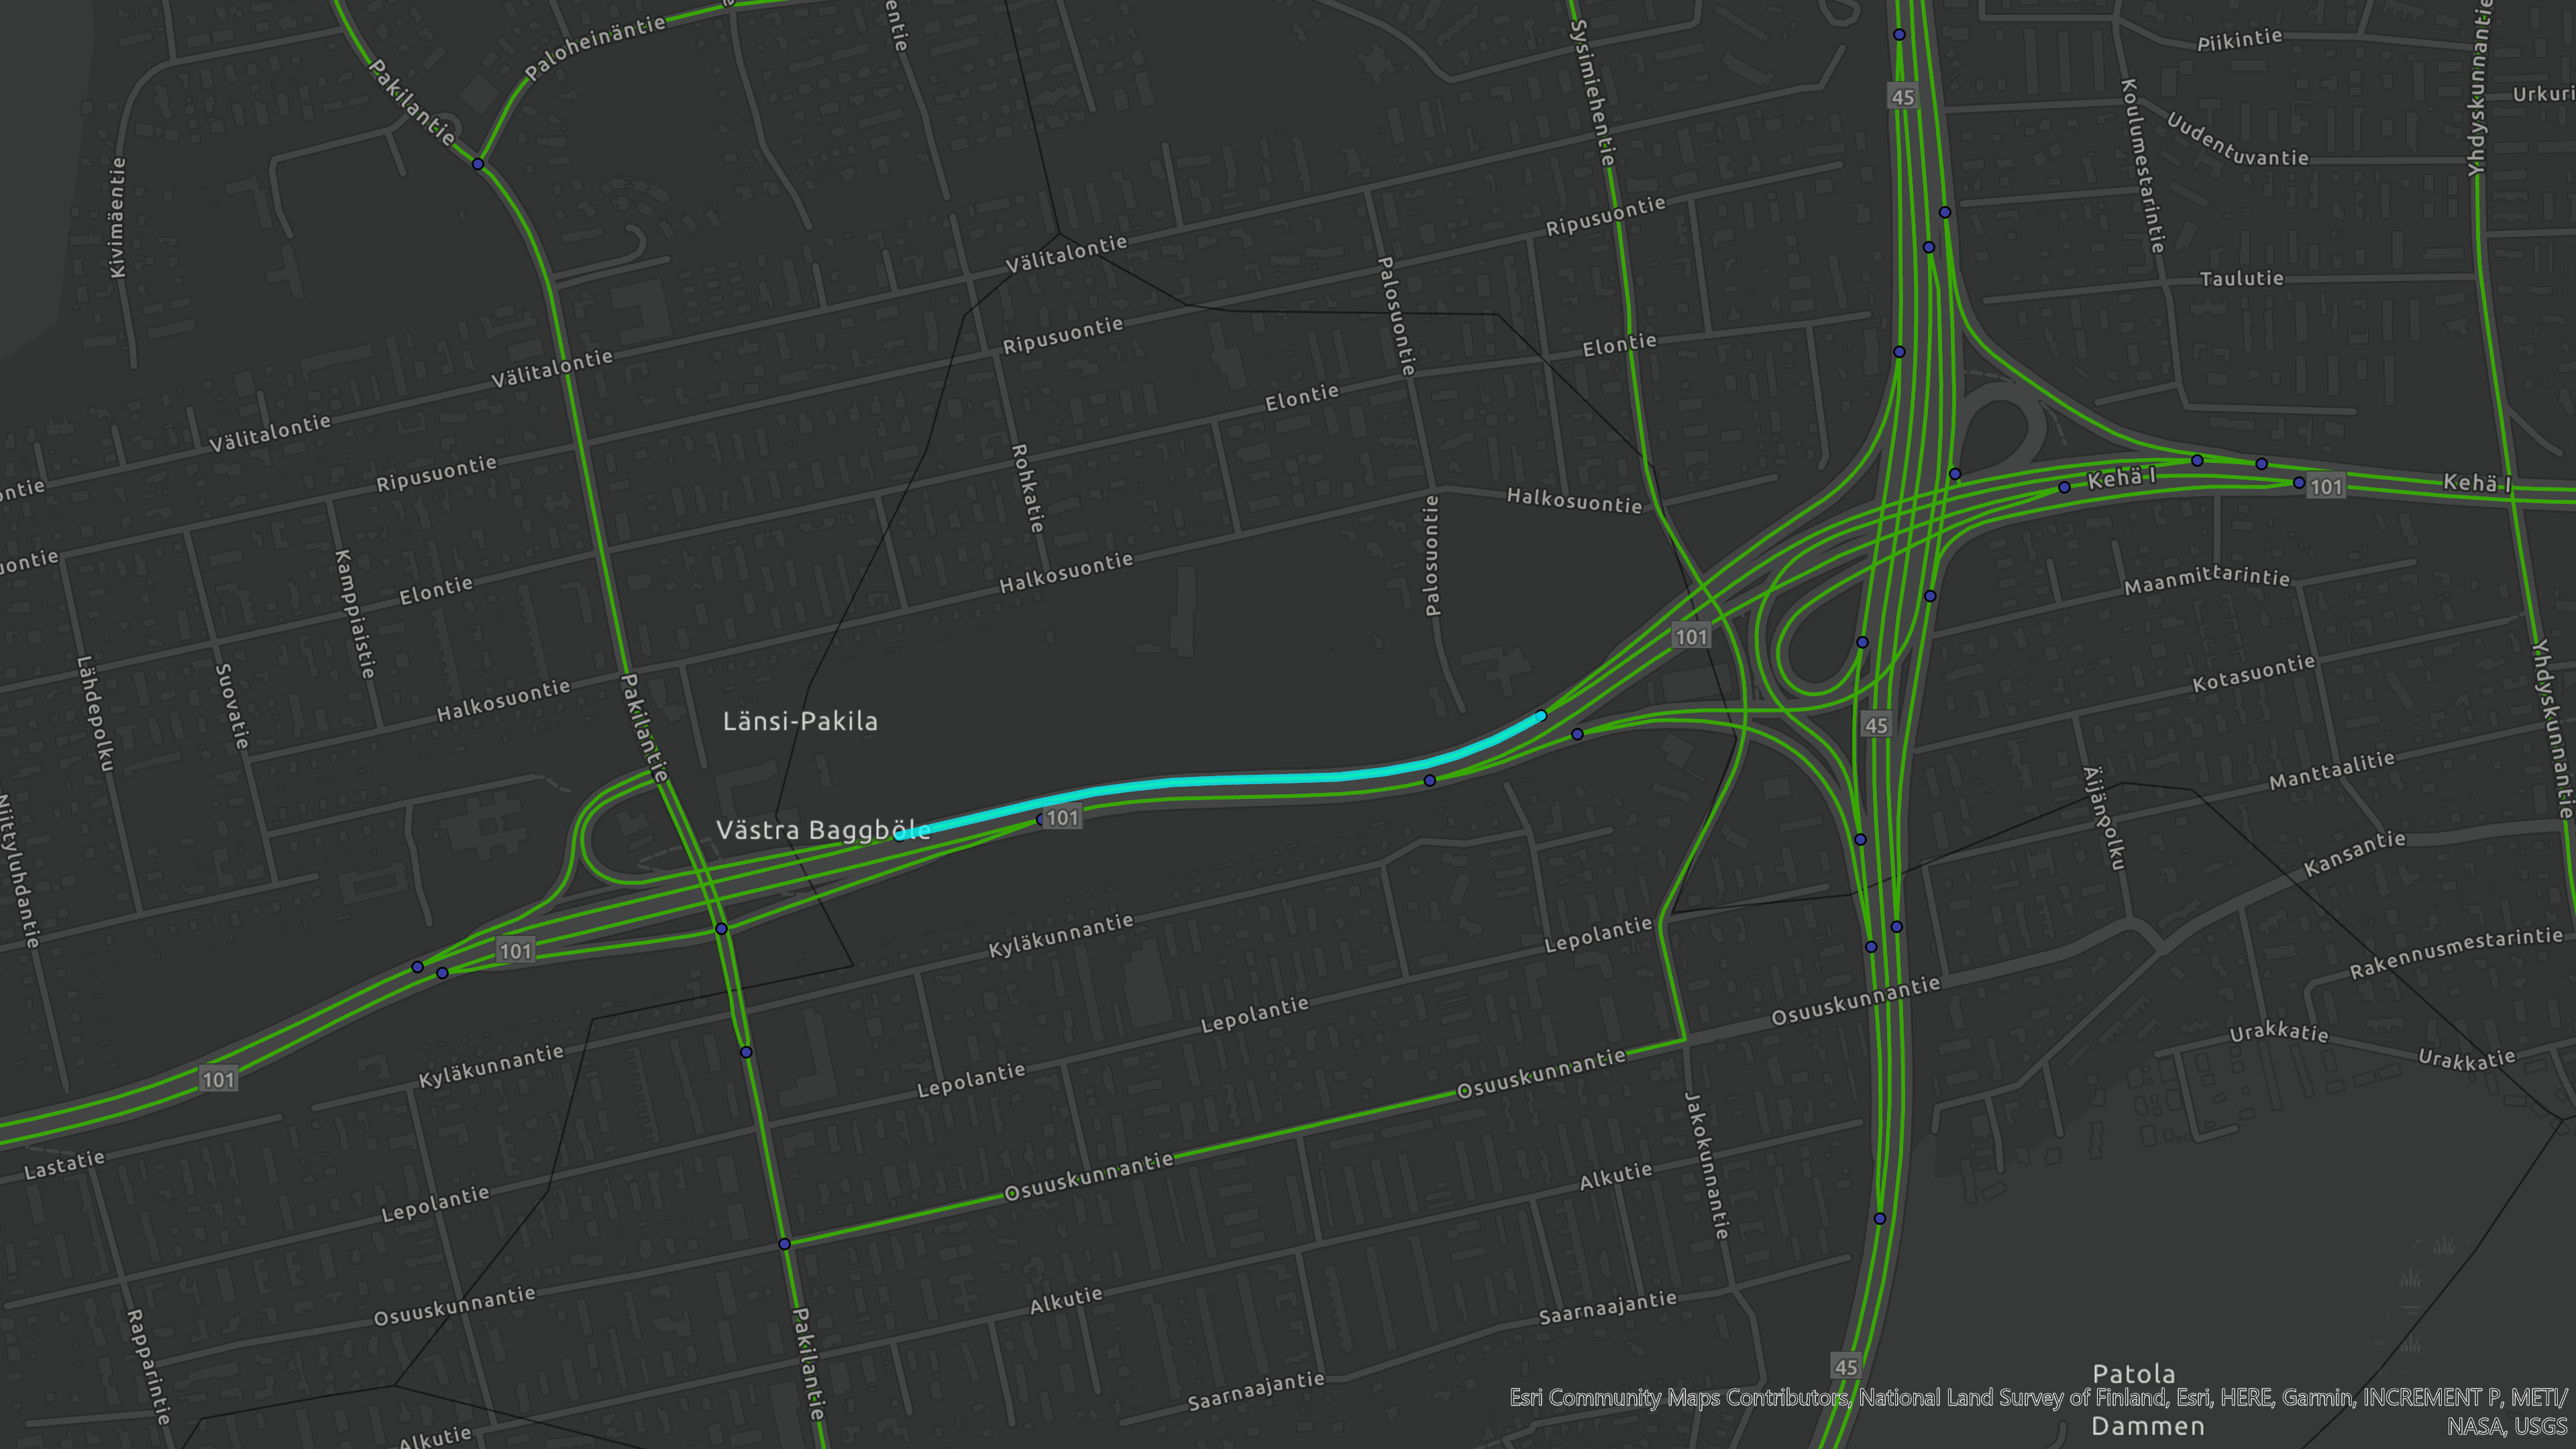 Paloheinäntie
Pakilantie
entie
Sysimiehentie
45
Piikintie
Yhdyskunnantie
Urkuri
Koulumestarintie
Uudentuvantie
Kivimäentie
Ripusuontie
Välitalontie
Palosuontie
Taulutie
Ripusuontie
Elontie
Välitalontie
Elontie
Välitalontie
Ripusuontie
Rohkatie
Halkosuontie
Kehä I
101
Kehä I
ontie
uontie
Kamppiaistie
Elontie
Halkosuontie
Palosuontie
Maanmittarintie
101
Lähdepolku
Suovatie
Halkosuontie
Pakilantie
Länsi-Pakila
Kotasuontie
Yhdyskunnantie
45
Äijänpolku
Manttaalitie
Västra Baggböle
101
Kansantie
Niittyluhdantie
Kyläkunnantie
Lepolantie
Rakennusmestarintie
101
Lepolantie
Osuuskunnantie
Urakkatie
Urakkatie
101
Kyläkunnantie
Lepolantie
Osuuskunnantie
Jakokunnantie
Lastatie
Osuuskunnantie
Alkutie
Lepolantie
Osuuskunnantie
Alkutie
Saarnaajantie
Rapparintie
Pakilantie
45
Saarnaajantie
Patola
Esri Community Maps Contributors, National Land Survey of Finland, Esri, HERE, Garmin, INCREMENT P, METI/
NASA, USGS
Dammen
Alkutie